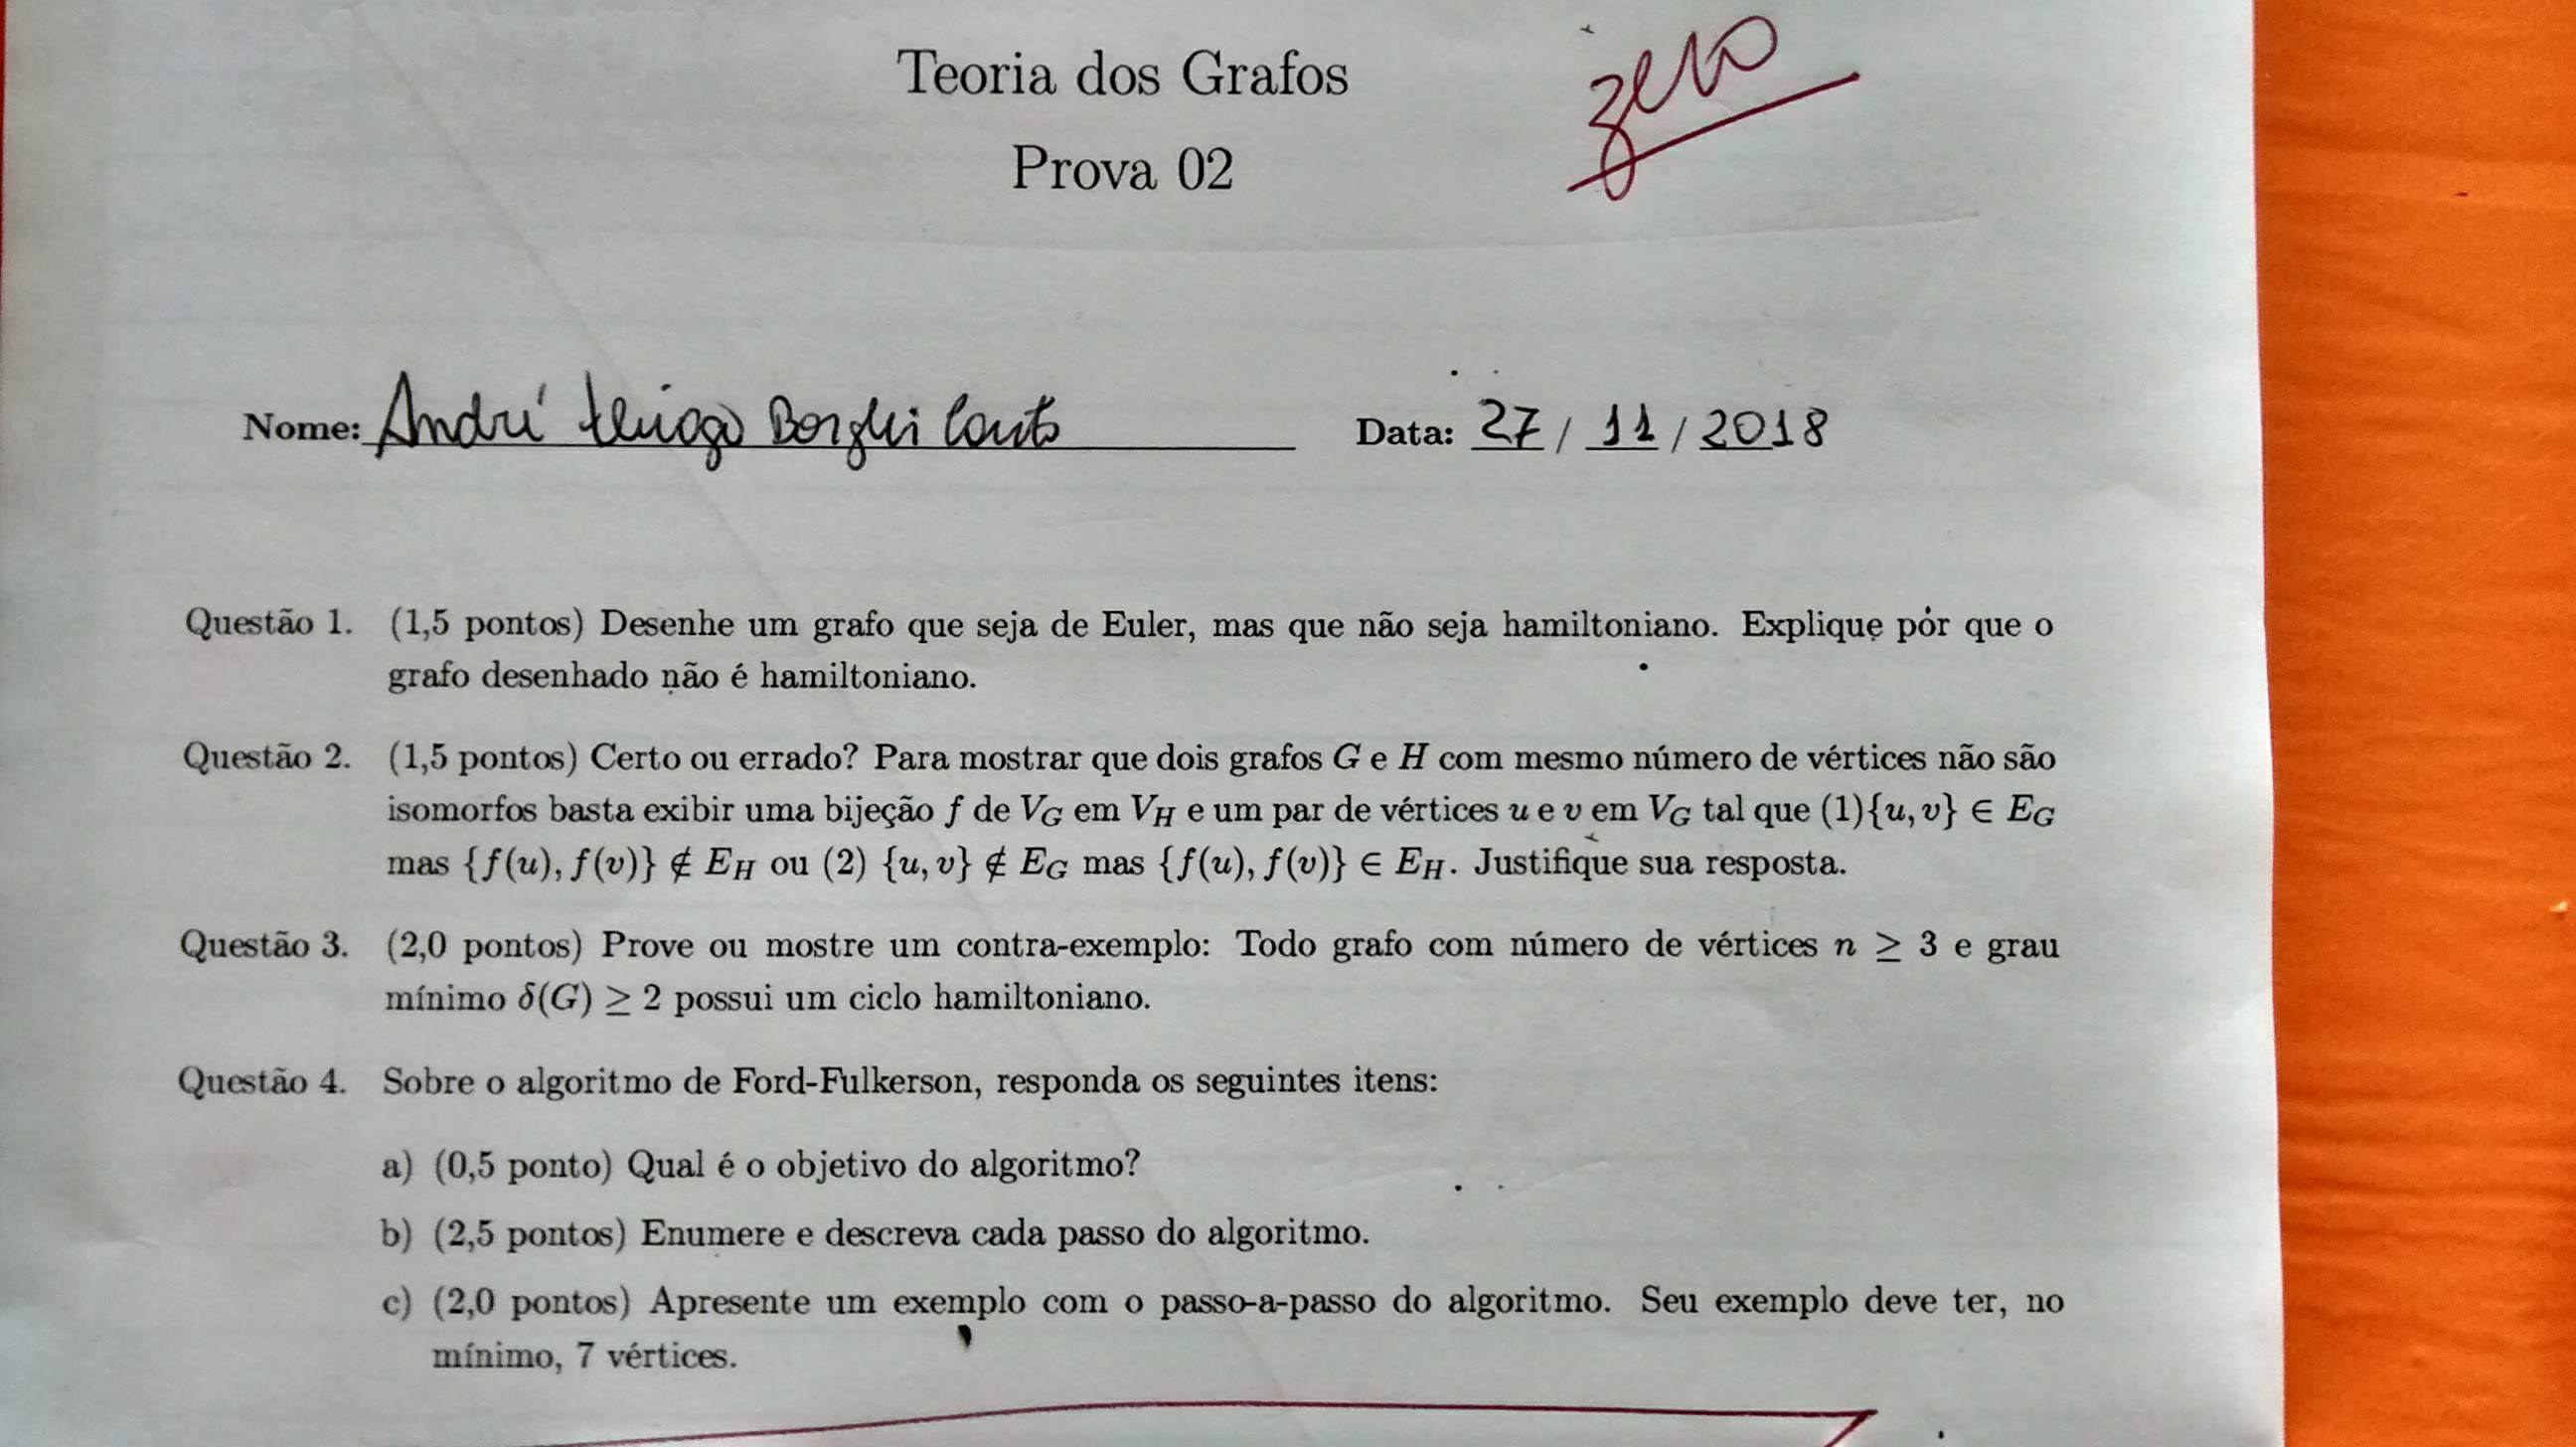 Teoria dos Grafos
zero
Prova 02
Nome: André Thiago Borghi Couto Data: 27 / 11 / 2018
Questão 1. (1,5 pontos) Desenhe um grafo que seja de Euler, mas que não seja hamiltoniano. Explique por que o
grafo desenhado não é hamiltoniano.
Questão 2. (1,5 pontos) Certo ou errado? Para mostrar que dois grafos G e H com mesmo número de vértices não são
isomorfos basta exibir uma bijeção f de V_G em V_H e um par de vértices u e v em V_G tal que (1){u, v} ∈ E_G
mas {f(u), f(v)} ∉ E_H ou (2) {u, v} ∉ E_G mas {f(u), f(v)} ∈ E_H. Justifique sua resposta.
Questão 3. (2,0 pontos) Prove ou mostre um contra-exemplo: Todo grafo com número de vértices n ≥ 3 e grau
mínimo δ(G) ≥ 2 possui um ciclo hamiltoniano.
Questão 4. Sobre o algoritmo de Ford-Fulkerson, responda os seguintes itens:
a) (0,5 ponto) Qual é o objetivo do algoritmo?
b) (2,5 pontos) Enumere e descreva cada passo do algoritmo.
c) (2,0 pontos) Apresente um exemplo com o passo-a-passo do algoritmo. Seu exemplo deve ter, no
mínimo, 7 vértices.